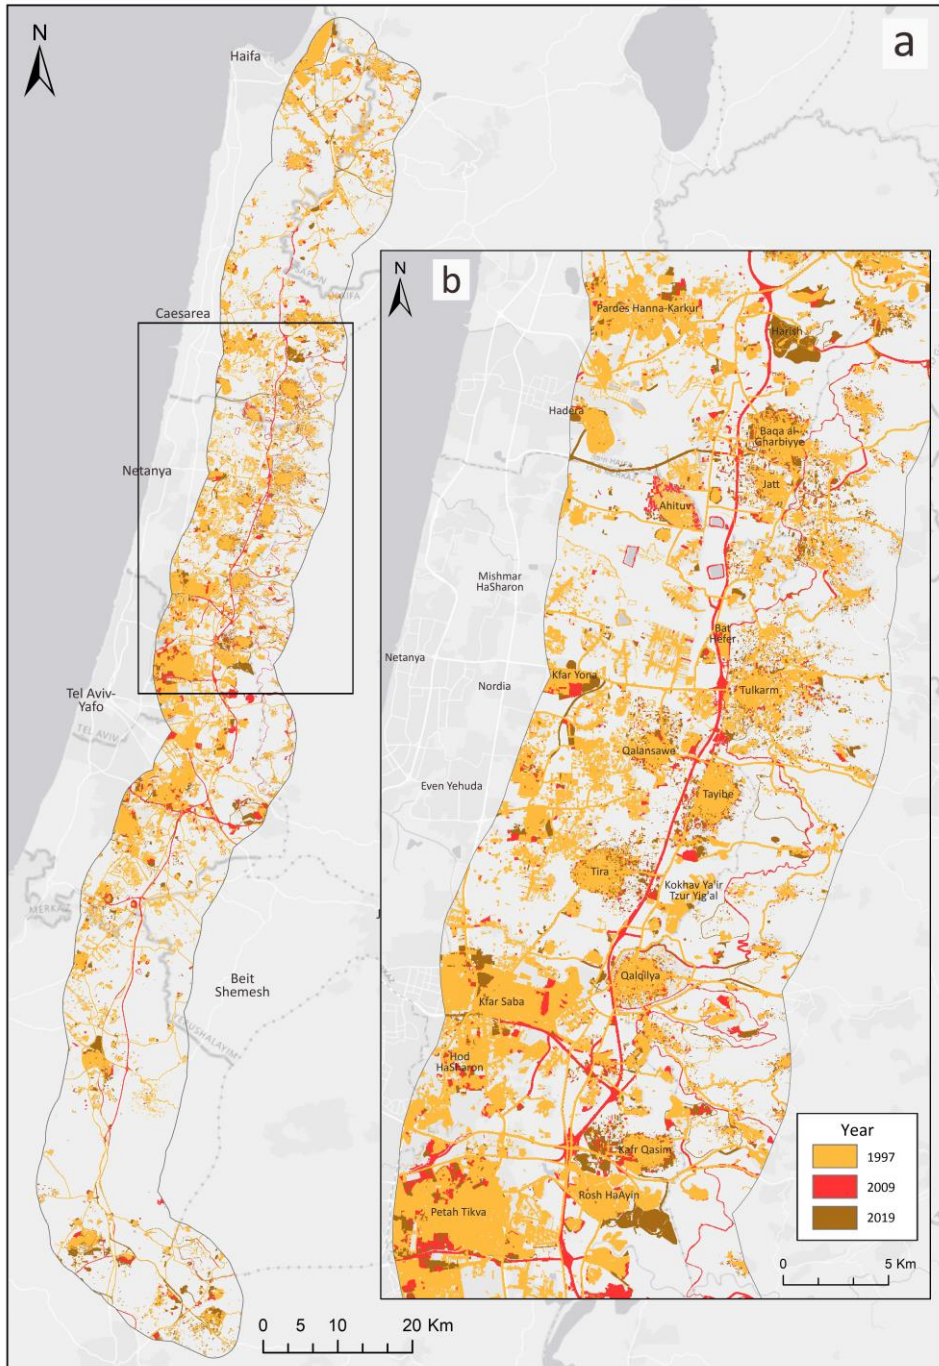 N
a
Haifa
Caesarea
Netanya
Tel Aviv-
Yafo
TEL AVIV
Beit
Shemesh
YERUSHALAYIM
0 5 10 20 Km
N
b
Pardes Hanna-Karkur
Harish
Hadera
Baqa al-
Gharbiyye
Jatt
Ahituv
Mishmar
HaSharon
Bat
Hefer
Netanya
Kfar Yona
Nordia
Tulkarm
Qalansawe
Even Yehuda
Tayibe
Tira
Kokhav Ya'ir
Tzur Yig'al
Qalqilya
Kfar Saba
Hod
HaSharon
Kafr Qasim
Rosh HaAyin
Petah Tikva
Year
1997
2009
2019
0 5 Km